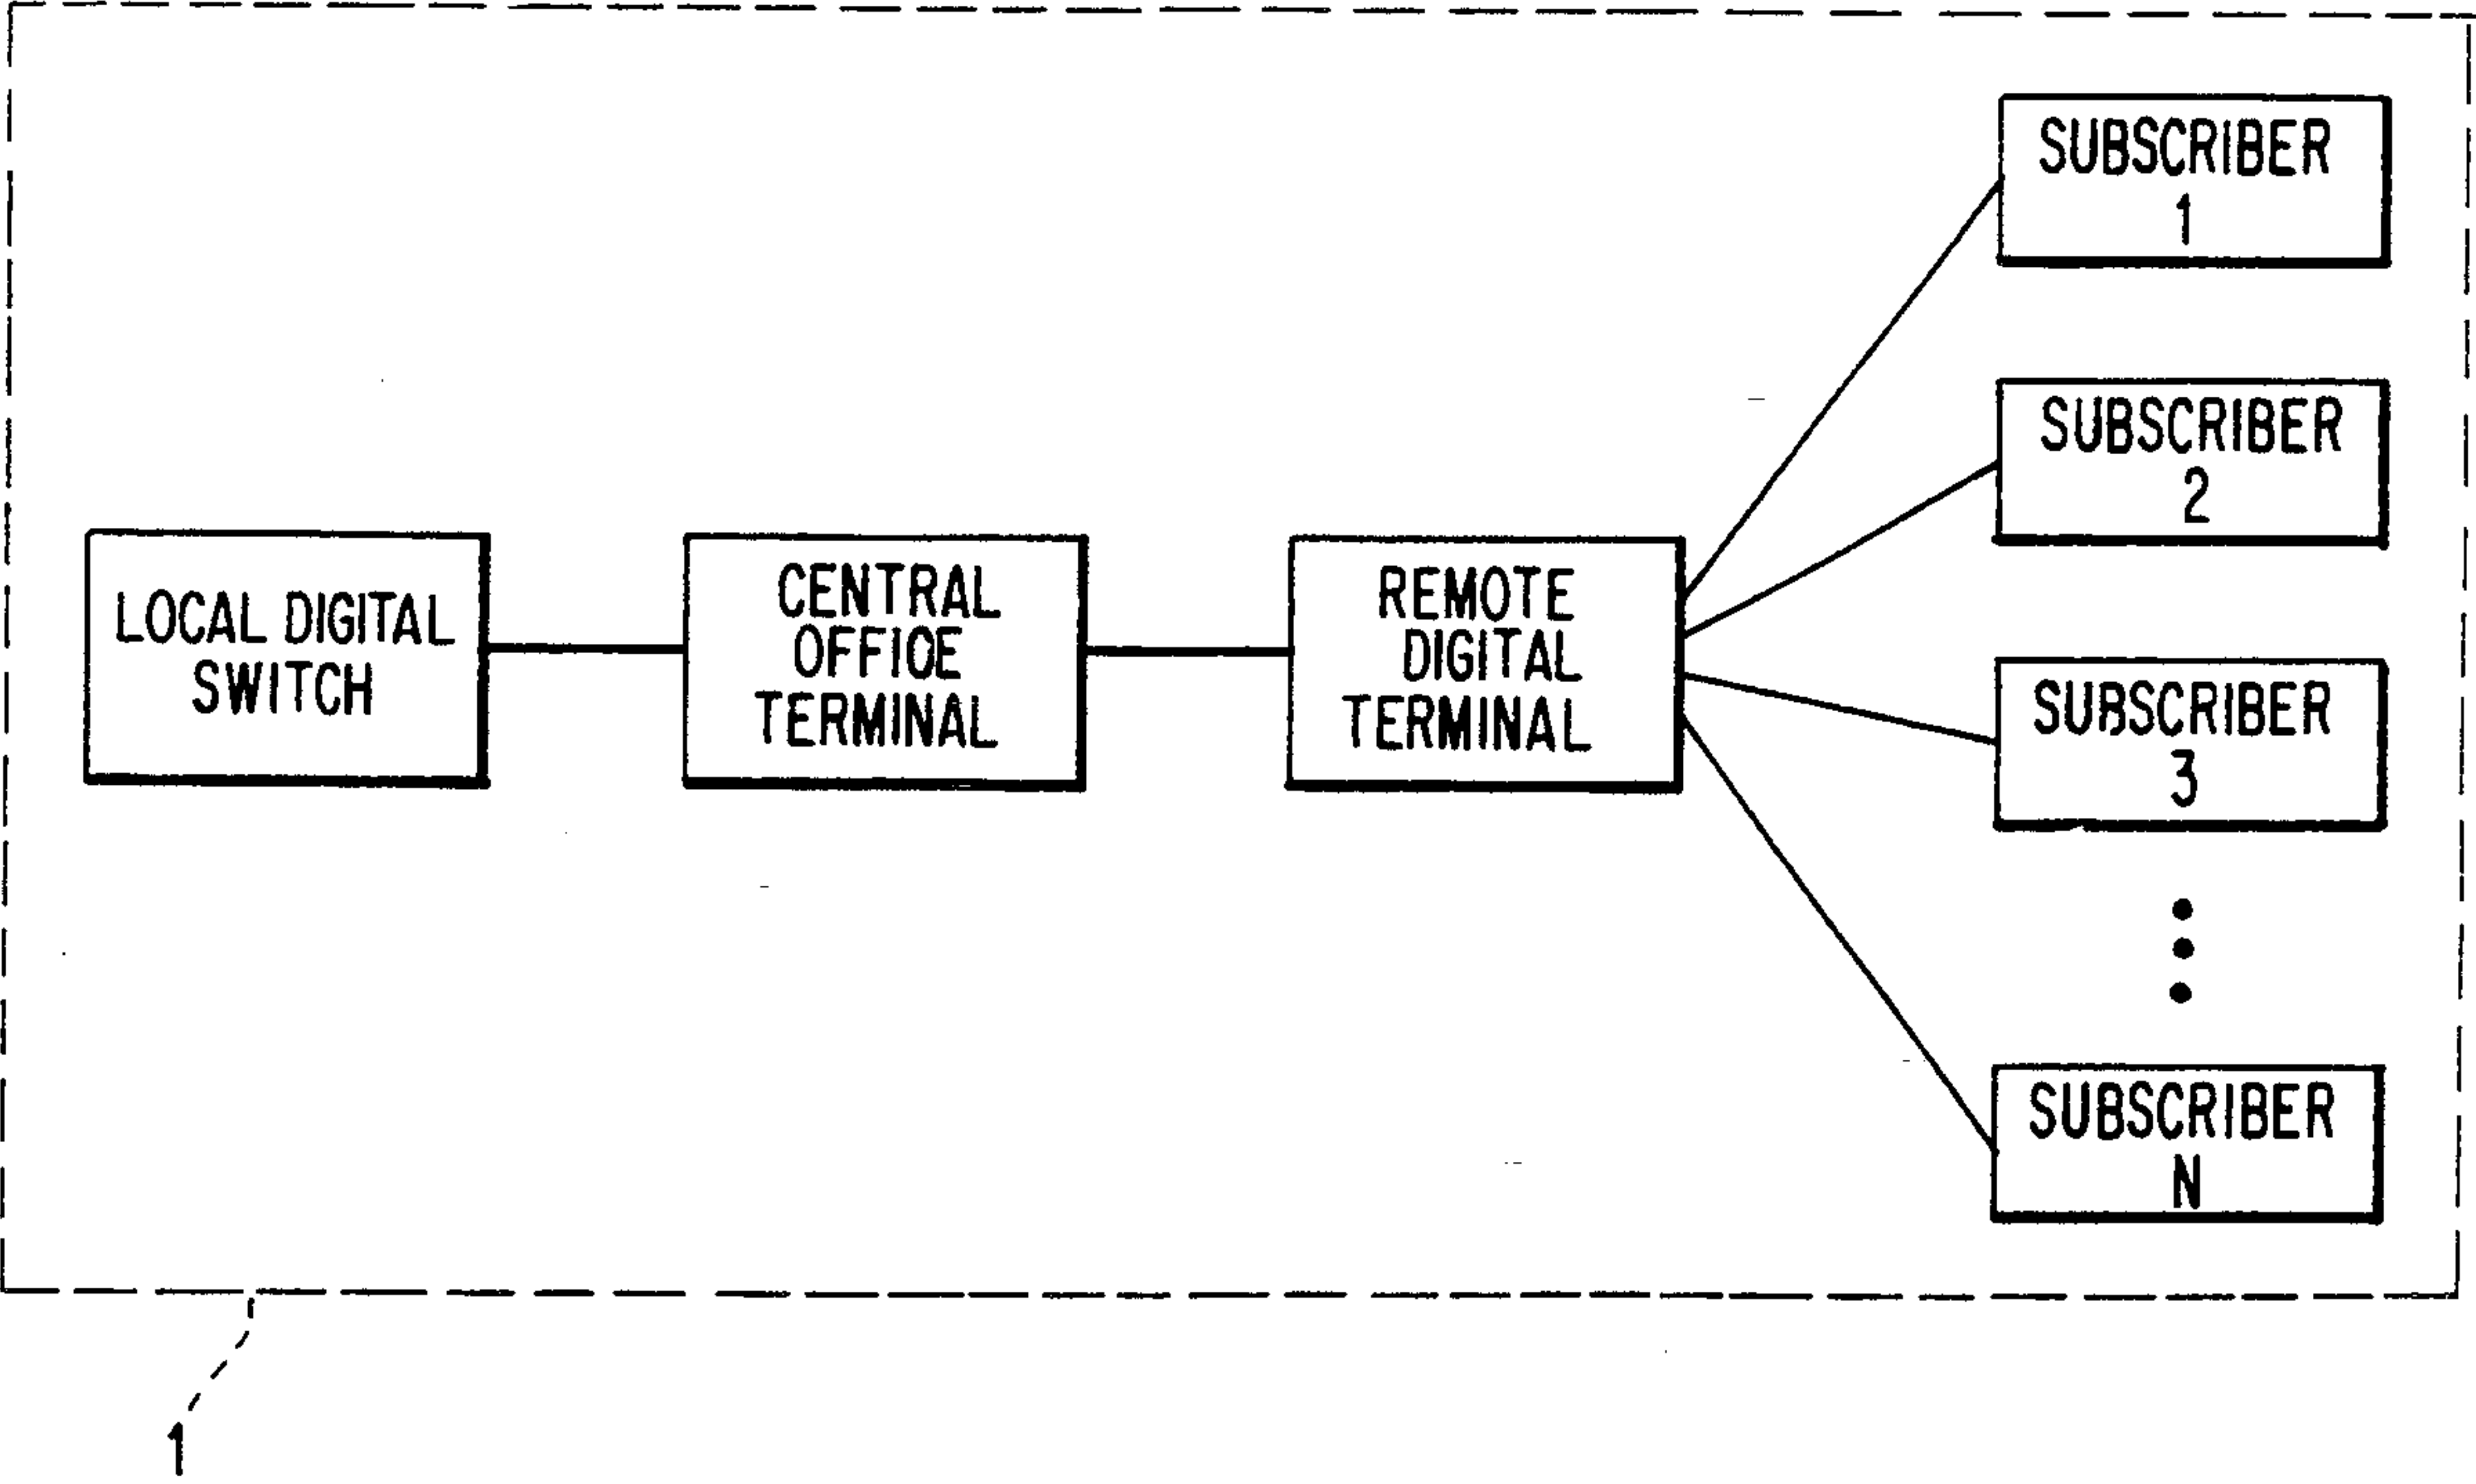 LOCAL DIGITAL
SWITCH
CENTRAL
OFFICE
TERMINAL
REMOTE
DIGITAL
TERMINAL
SUBSCRIBER
1
SUBSCRIBER
2
SUBSCRIBER
3
SUBSCRIBER
N
1